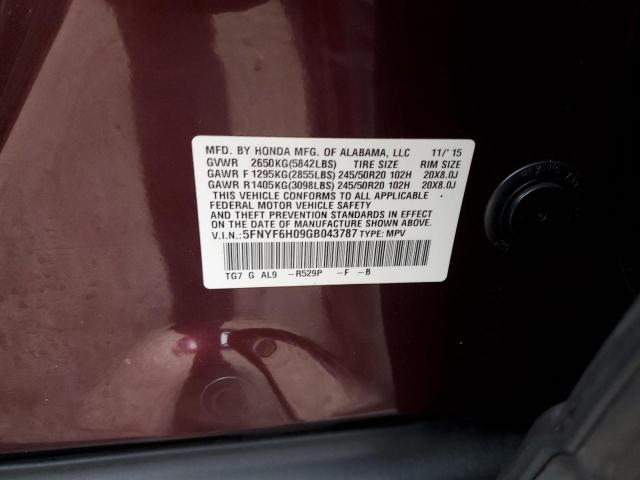 MFD. BY HONDA MFG. OF ALABAMA, LLC 11/'15
GVWR 2650KG(5842LBS) TIRE SIZE RIM SIZE
GAWR F 1295KG(2855LBS) 245/50R20 102H 20X8.0J
GAWR R1405KG(3098LBS) 245/50R20 102H 20X8.0J
THIS VEHICLE CONFORMS TO ALL APPLICABLE
FEDERAL MOTOR VEHICLE SAFETY AND
THEFT PREVENTION STANDARDS IN EFFECT ON
THE DATE OF MANUFACTURE SHOWN ABOVE.
V.I.N.: 5FNYF6H09GB043787 TYPE: MPV
TG7 G AL9 -R529P -F -B